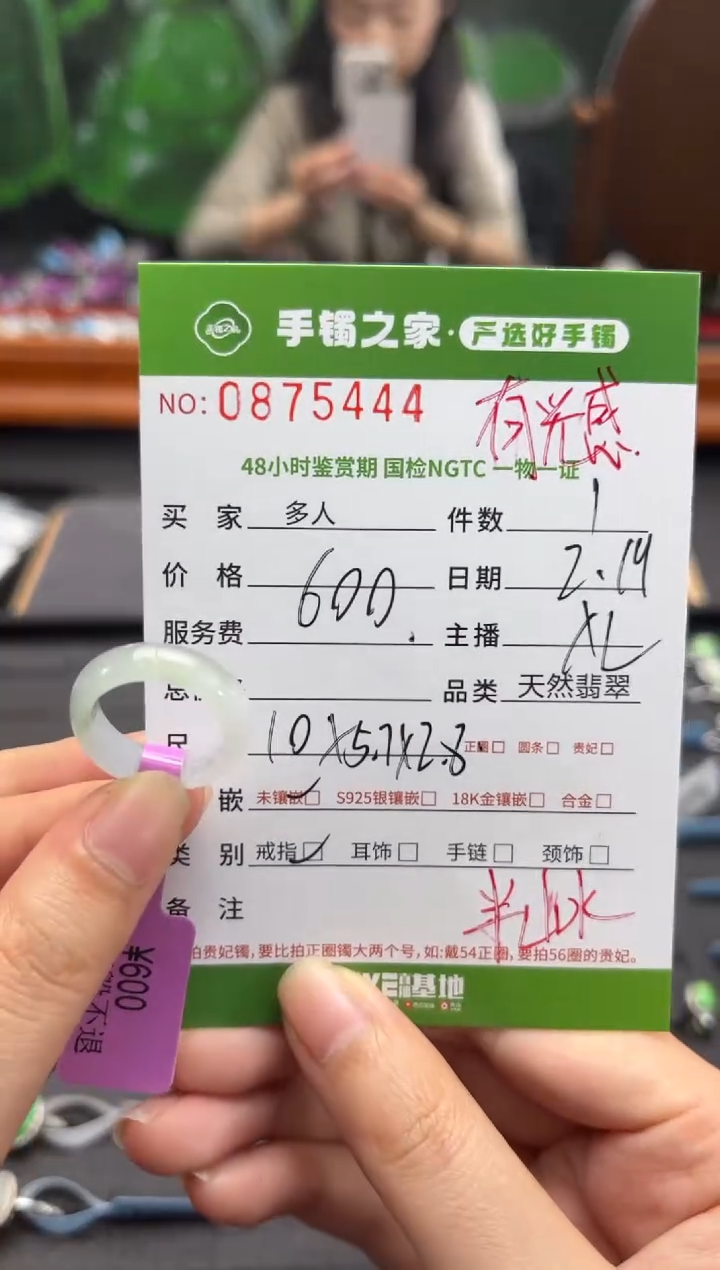 手镯之家·严选好手镯
NO:0875444
有光感
48小时鉴赏期 国检NGTC 一物一证
买 家 多人 件数 1
价 格 600. 日期 2.14
服务费 主播 XL
品类 天然翡翠
尺 10X5.7X2.8 正圈 圆条 贵妃
嵌 未镶嵌 S925银镶嵌 18K金镶嵌 合金
类 别 戒指 耳饰 手链 颈饰
备 注
拍贵妃镯,要比拍正圈镯大两个号,如:戴54正圈,要拍56圈的贵妃。
基地
¥600
不退